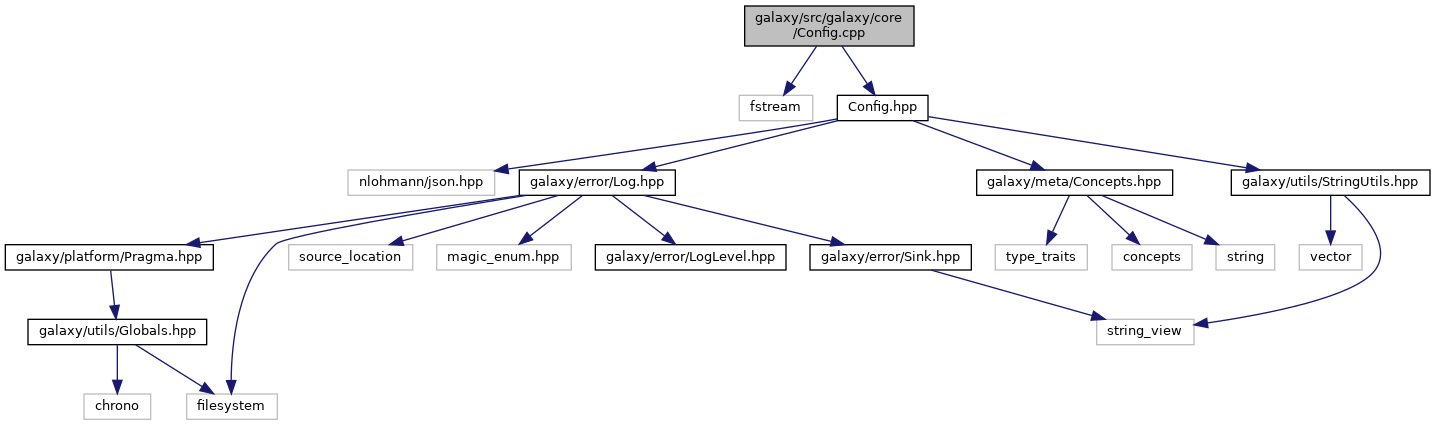 galaxy/src/galaxy/core
/Config.cpp
fstream
Config.hpp
nlohmann/json.hpp
galaxy/error/Log.hpp
galaxy/meta/Concepts.hpp
galaxy/utils/StringUtils.hpp
galaxy/platform/Pragma.hpp
source_location
magic_enum.hpp
galaxy/error/LogLevel.hpp
galaxy/error/Sink.hpp
type_traits
concepts
string
vector
galaxy/utils/Globals.hpp
string_view
chrono
filesystem